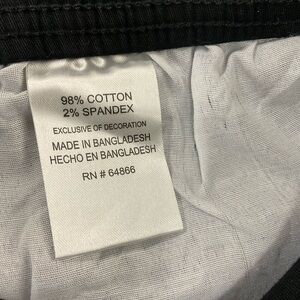 98% COTTON
2% SPANDEX
EXCLUSIVE OF DECORATION
MADE IN BANGLADESH
HECHO EN BANGLADESH
RN # 64866